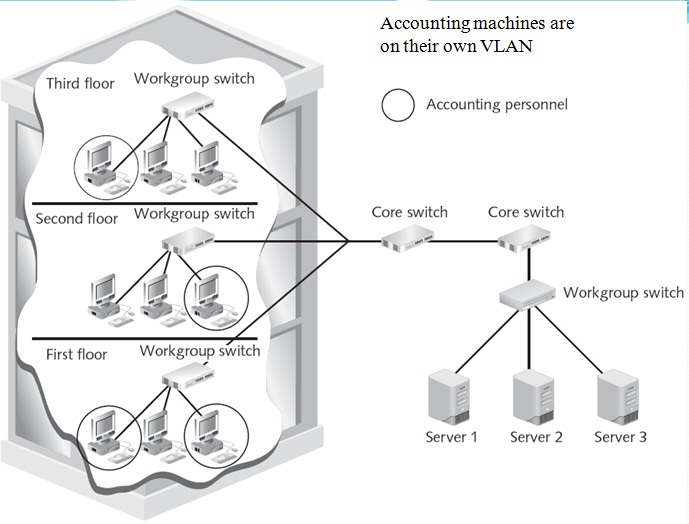 Accounting machines are
on their own VLAN
Accounting personnel
Third floor
Workgroup switch
Second floor
Workgroup switch
First floor
Workgroup switch
Core switch
Core switch
Workgroup switch
Server 1
Server 2
Server 3